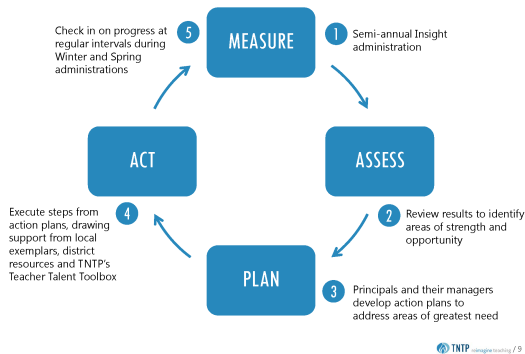 MEASURE
1
Semi-annual Insight
administration
ASSESS
2
Review results to identify
areas of strength and
opportunity
PLAN
3
Principals and their managers
develop action plans to
address areas of greatest need
ACT
4
Execute steps from
action plans, drawing
support from local
exemplars, district
resources and TNTP's
Teacher Talent Toolbox
5
Check in on progress at
regular intervals during
Winter and Spring
administrations
TNTP reimagine teaching / 9